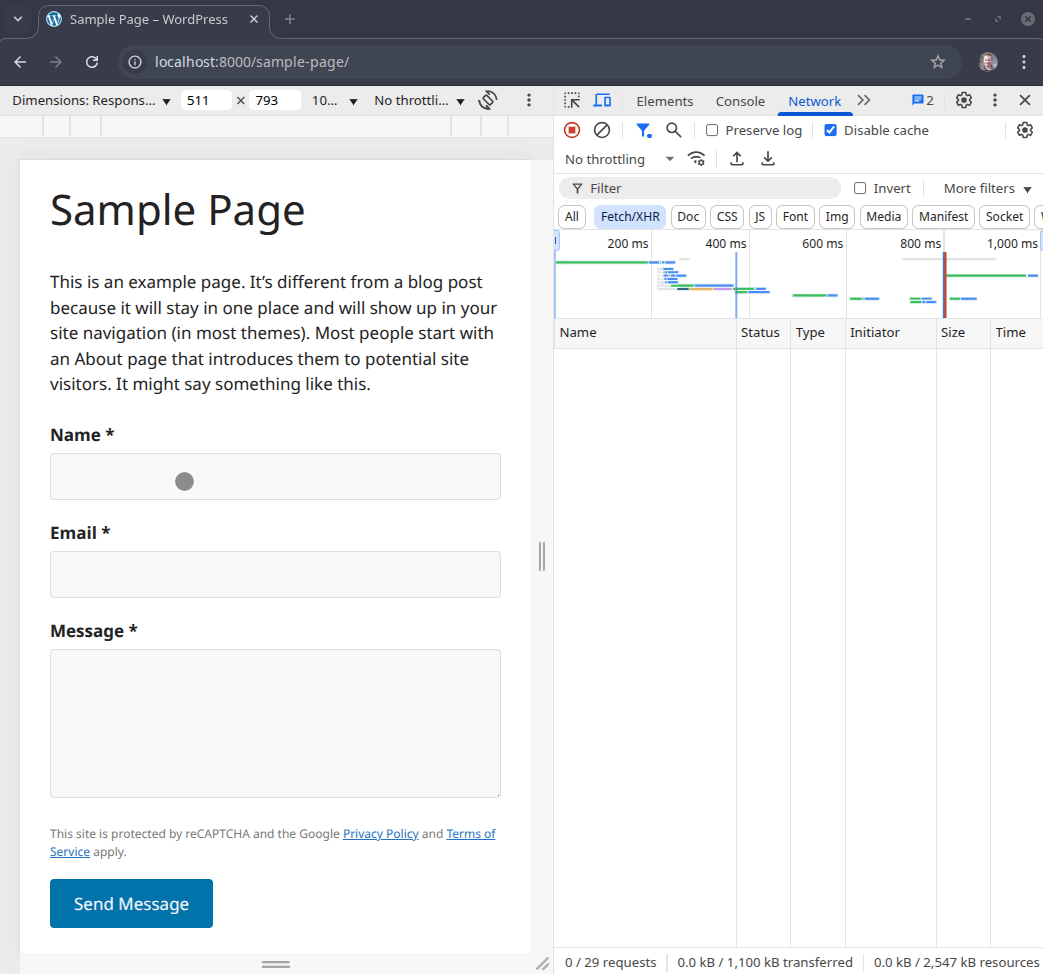 Sample Page – WordPress
localhost:8000/sample-page/
Dimensions: Respons... 511 × 793 10... No throttli...
Elements Console Network 2
Preserve log Disable cache
No throttling
Filter Invert More filters
All Fetch/XHR Doc CSS JS Font Img Media Manifest Socket
200 ms 400 ms 600 ms 800 ms 1,000 ms
Name Status Type Initiator Size Time
Sample Page
This is an example page. It’s different from a blog post
because it will stay in one place and will show up in your
site navigation (in most themes). Most people start with
an About page that introduces them to potential site
visitors. It might say something like this.
Name *
Email *
Message *
This site is protected by reCAPTCHA and the Google Privacy Policy and Terms of
Service apply.
Send Message
0 / 29 requests 0.0 kB / 1,100 kB transferred 0.0 kB / 2,547 kB resources